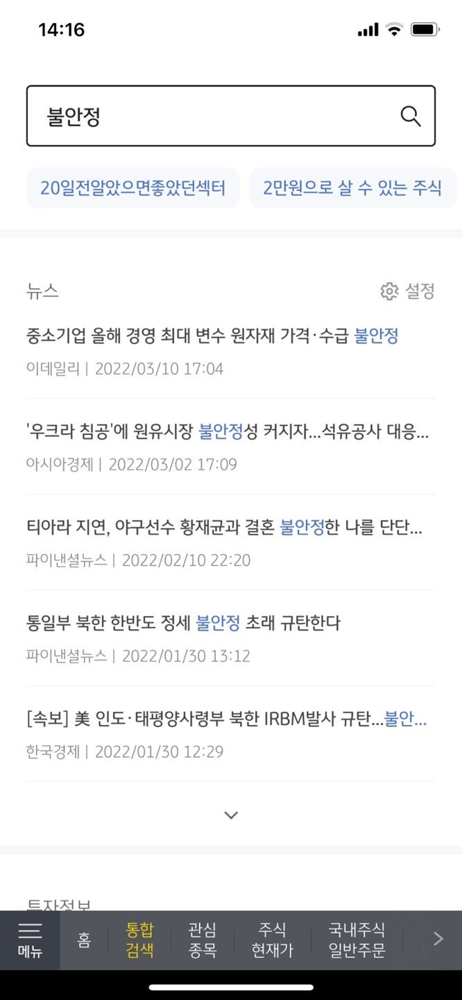 14:16
불안정
20일전알았으면좋았던섹터 2만원으로 살 수 있는 주식
뉴스 설정
중소기업 올해 경영 최대 변수 원자재 가격·수급 불안정
이데일리 | 2022/03/10 17:04
'우크라 침공'에 원유시장 불안정성 커지자...석유공사 대응...
아시아경제 | 2022/03/02 17:09
티아라 지연, 야구선수 황재균과 결혼 불안정한 나를 단단...
파이낸셜뉴스 | 2022/02/10 22:20
통일부 북한 한반도 정세 불안정 초래 규탄한다
파이낸셜뉴스 | 2022/01/30 13:12
[속보] 美 인도·태평양사령부 북한 IRBM발사 규탄...불안...
한국경제 | 2022/01/30 12:29
투자정보
메뉴
홈
통합
검색
관심
종목
주식
현재가
국내주식
일반주문